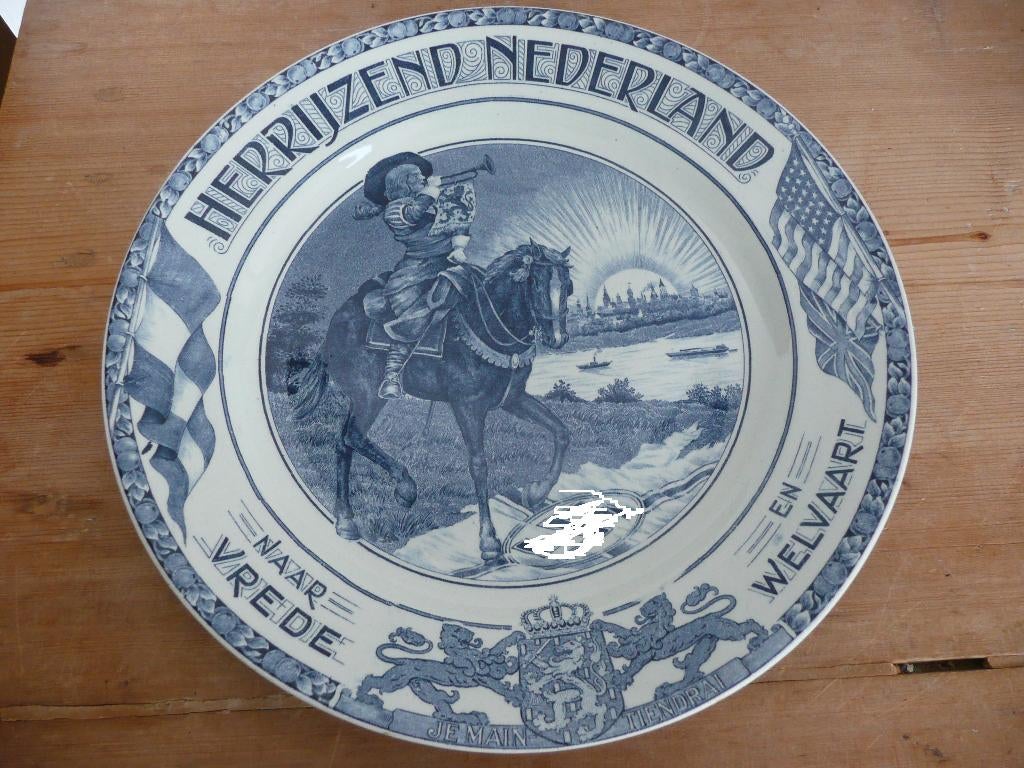 HERRIJZEND NEDERLAND
NAAR
VREDE
EN
WELVAART
JE MAIN TIENDRAI